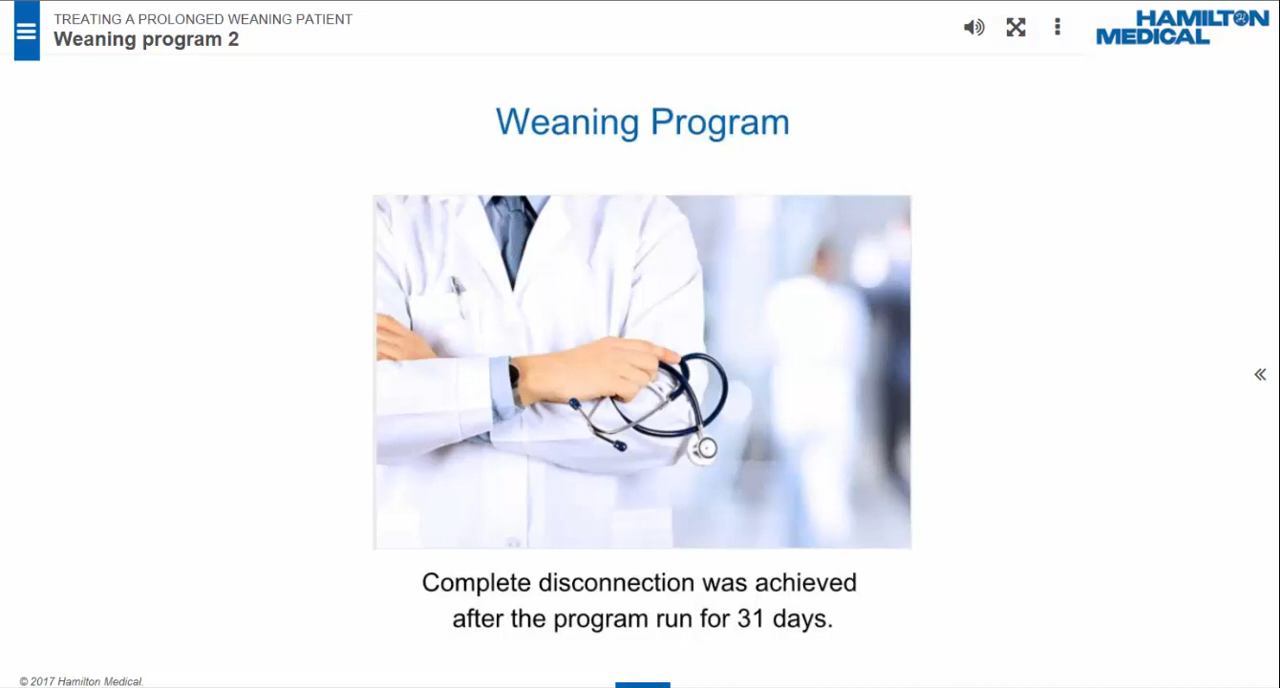 TREATING A PROLONGED WEANING PATIENT
Weaning program 2
HAMILTON
MEDICAL
Weaning Program
Complete disconnection was achieved
after the program run for 31 days.
© 2017 Hamilton Medical.